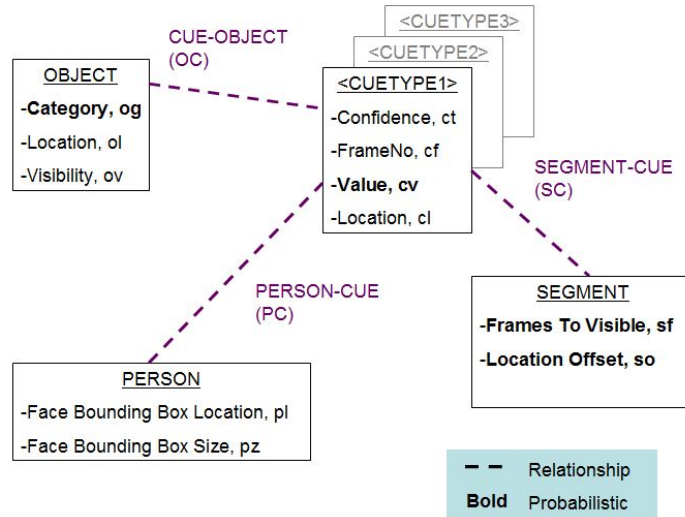 <CUETYPE3>
<CUETYPE2>
CUE-OBJECT
(OC)
OBJECT
-Category, og
-Location, ol
-Visibility, ov
<CUETYPE1>
-Confidence, ct
-FrameNo, cf
-Value, cv
-Location, cl
SEGMENT-CUE
(SC)
PERSON-CUE
(PC)
SEGMENT
-Frames To Visible, sf
-Location Offset, so
PERSON
-Face Bounding Box Location, pl
-Face Bounding Box Size, pz
Relationship
Bold Probabilistic